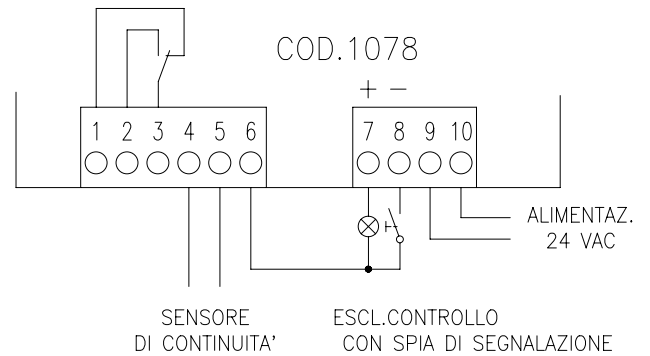 COD.1078
+ −
1 2 3 4 5 6 7 8 9 10
ALIMENTAZ.
24 VAC
SENSORE
DI CONTINUITA'
ESCL.CONTROLLO
CON SPIA DI SEGNALAZIONE